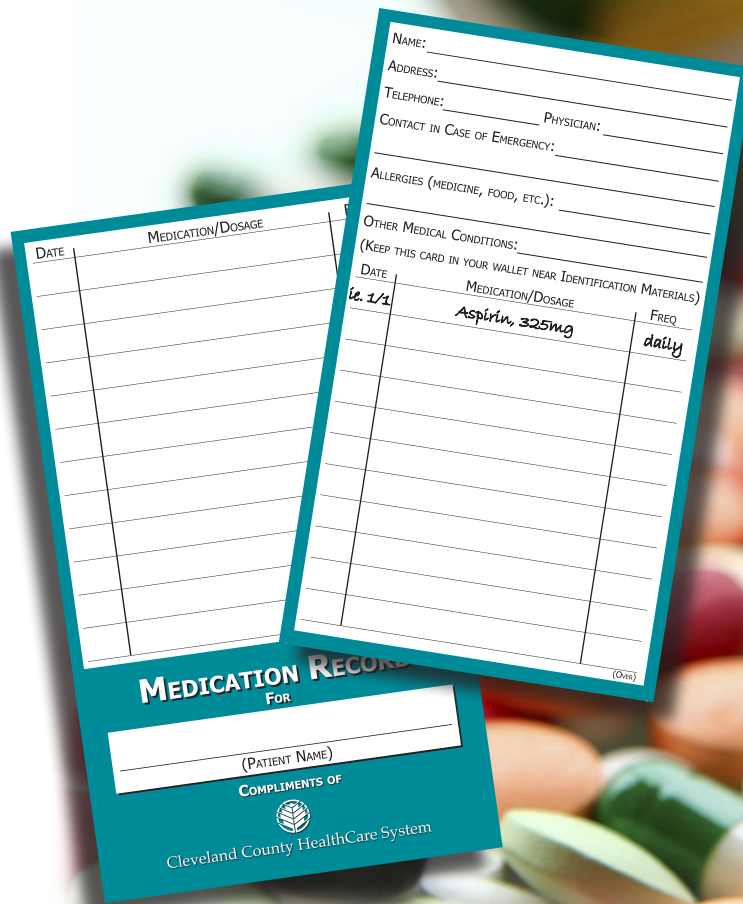 Name:
Address:
Telephone: Physician:
Contact in Case of Emergency:
Allergies (medicine, food, etc.):
Other Medical Conditions:
(Keep this card in your wallet near Identification Materials)
Date Medication/Dosage Freq
ie. 1/1 Aspirin, 325mg daily
(Over)
Date Medication/Dosage
Medication Record
For
(Patient Name)
Compliments of
Cleveland County HealthCare System